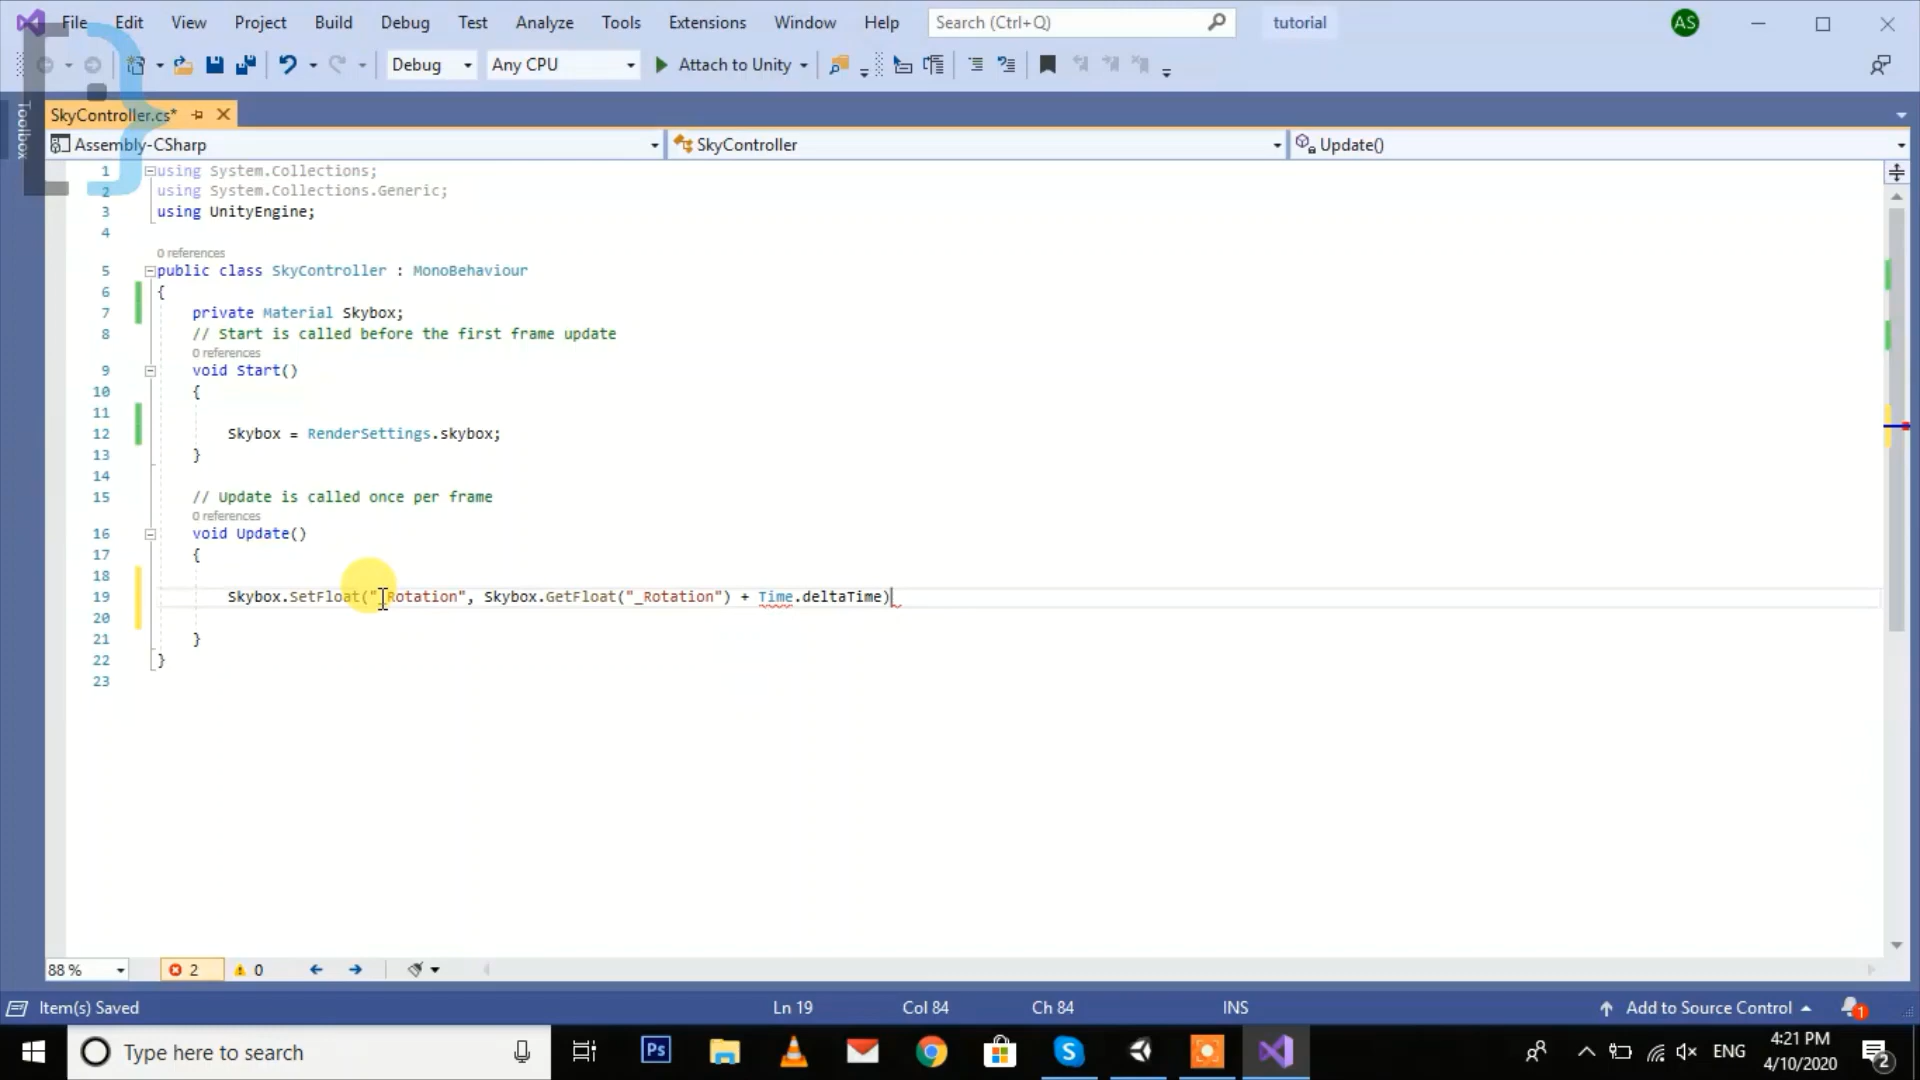 File Edit View Project Build Debug Test Analyze Tools Extensions Window Help Search (Ctrl+Q) tutorial AS
Debug Any CPU Attach to Unity
Toolbox
SkyController.cs*
Assembly-CSharp SkyController Update()
1 using System.Collections;
2 using System.Collections.Generic;
3 using UnityEngine;
4
0 references
5 public class SkyController : MonoBehaviour
6 {
7 private Material Skybox;
8 // Start is called before the first frame update
0 references
9 void Start()
10 {
11
12 Skybox = RenderSettings.skybox;
13 }
14
15 // Update is called once per frame
0 references
16 void Update()
17 {
18
19 Skybox.SetFloat("_Rotation", Skybox.GetFloat("_Rotation") + Time.deltaTime)
20
21 }
22 }
23
88 % 2 0
Item(s) Saved Ln 19 Col 84 Ch 84 INS Add to Source Control 1
Type here to search Ps S ENG 4:21 PM
4/10/2020 2